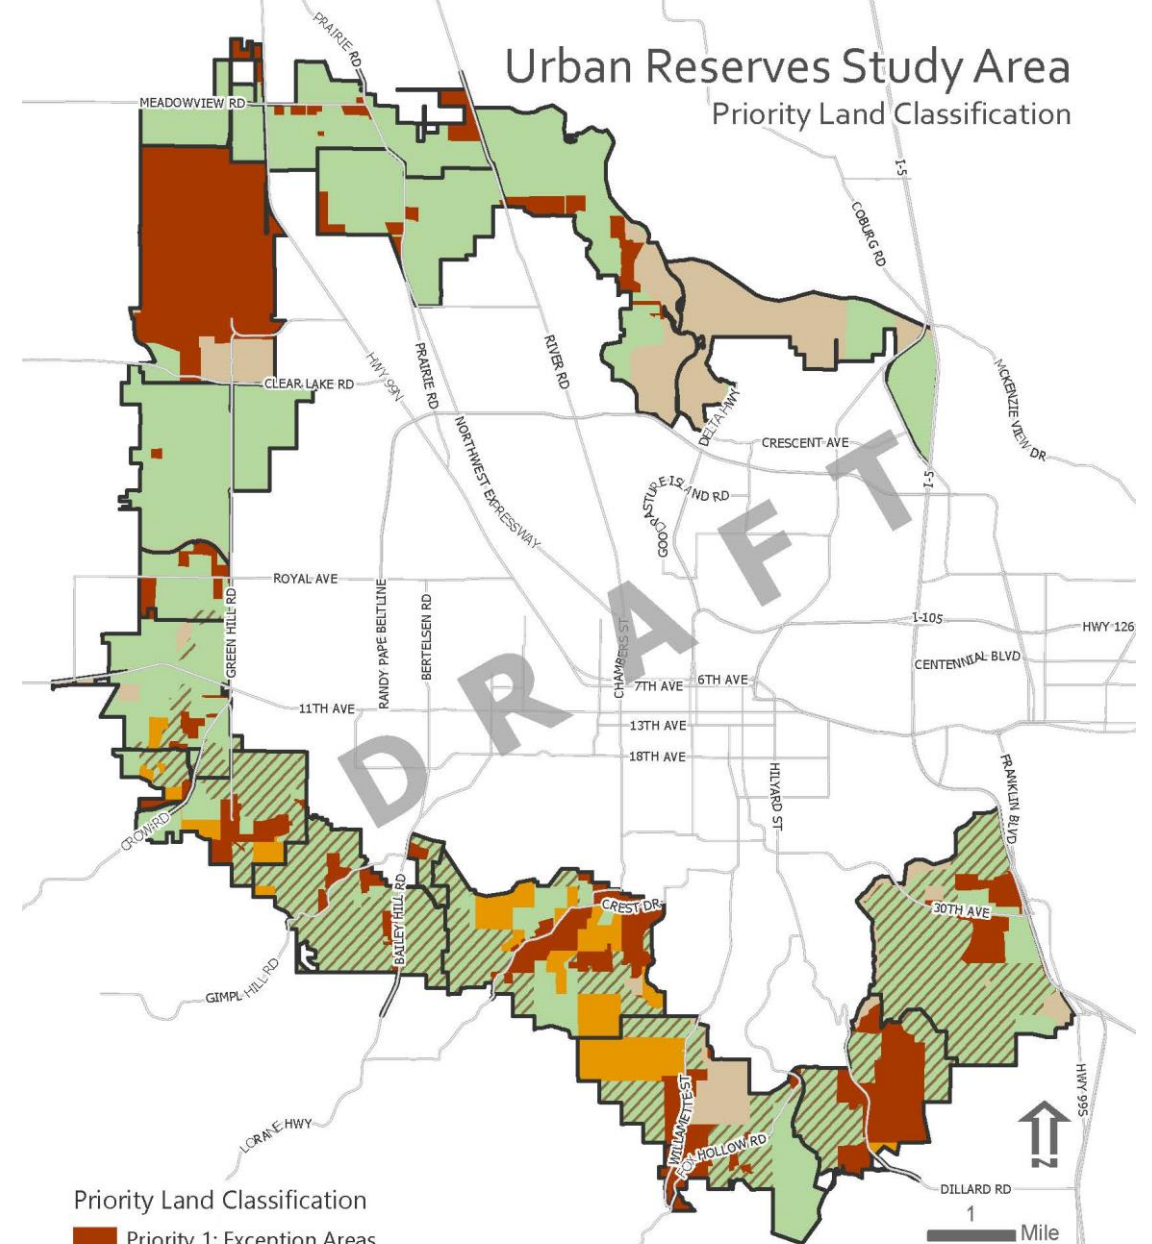 PRAIRIE RD
Urban Reserves Study Area
Priority Land Classification
MEADOWVIEW RD
I-5
COBURG RD
RIVER RD
PRAIRIE RD
HWY 99N
CLEAR LAKE RD
MCKENZIE VIEW DR
DELTA HWY
CRESCENT AVE
NORTHWEST EXPRESSWAY
I-5
GOODPASTURE ISLAND RD
DRAFT
ROYAL AVE
GREEN HILL RD
RANDY PAPE BELTLINE
BERTELSEN RD
CHAMBERS ST
I-105
HWY 126
CENTENNIAL BLVD
7TH AVE
6TH AVE
11TH AVE
13TH AVE
18TH AVE
HILYARD ST
FRANKLIN BLVD
CROW RD
BAILEY HILL RD
CREST DR
30TH AVE
GIMPL HILL RD
HWY 99S
WILLAMETTE ST
FOX HOLLOW RD
LORANE HWY
N
DILLARD RD
Priority Land Classification
1
Mile
Priority 1: Exception Areas